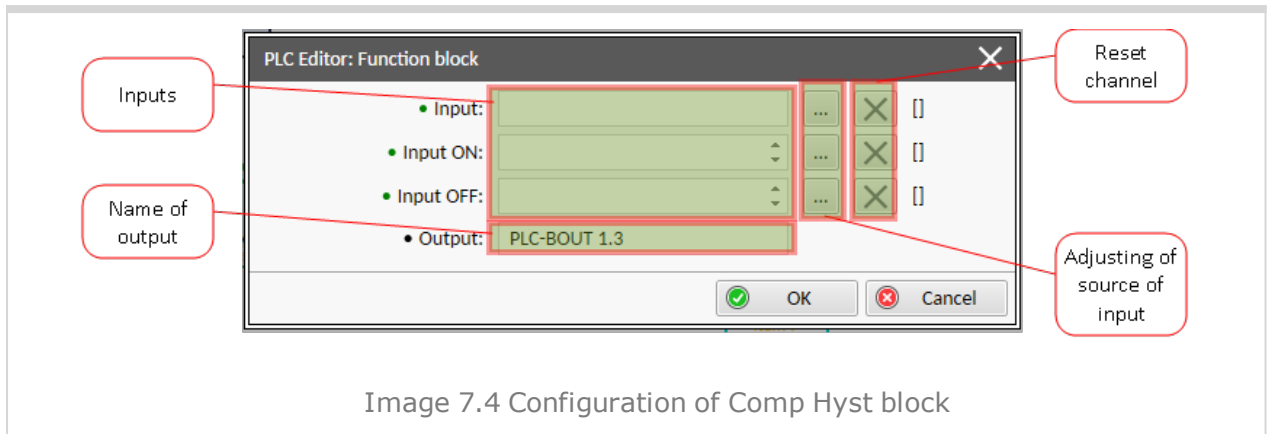 PLC Editor: Function block
Reset
channel
Inputs
• Input:
...
[]
• Input ON:
...
[]
• Input OFF:
...
[]
Name of
output
• Output:
PLC-BOUT 1.3
Adjusting of
source of
input
OK
Cancel
Image 7.4 Configuration of Comp Hyst block